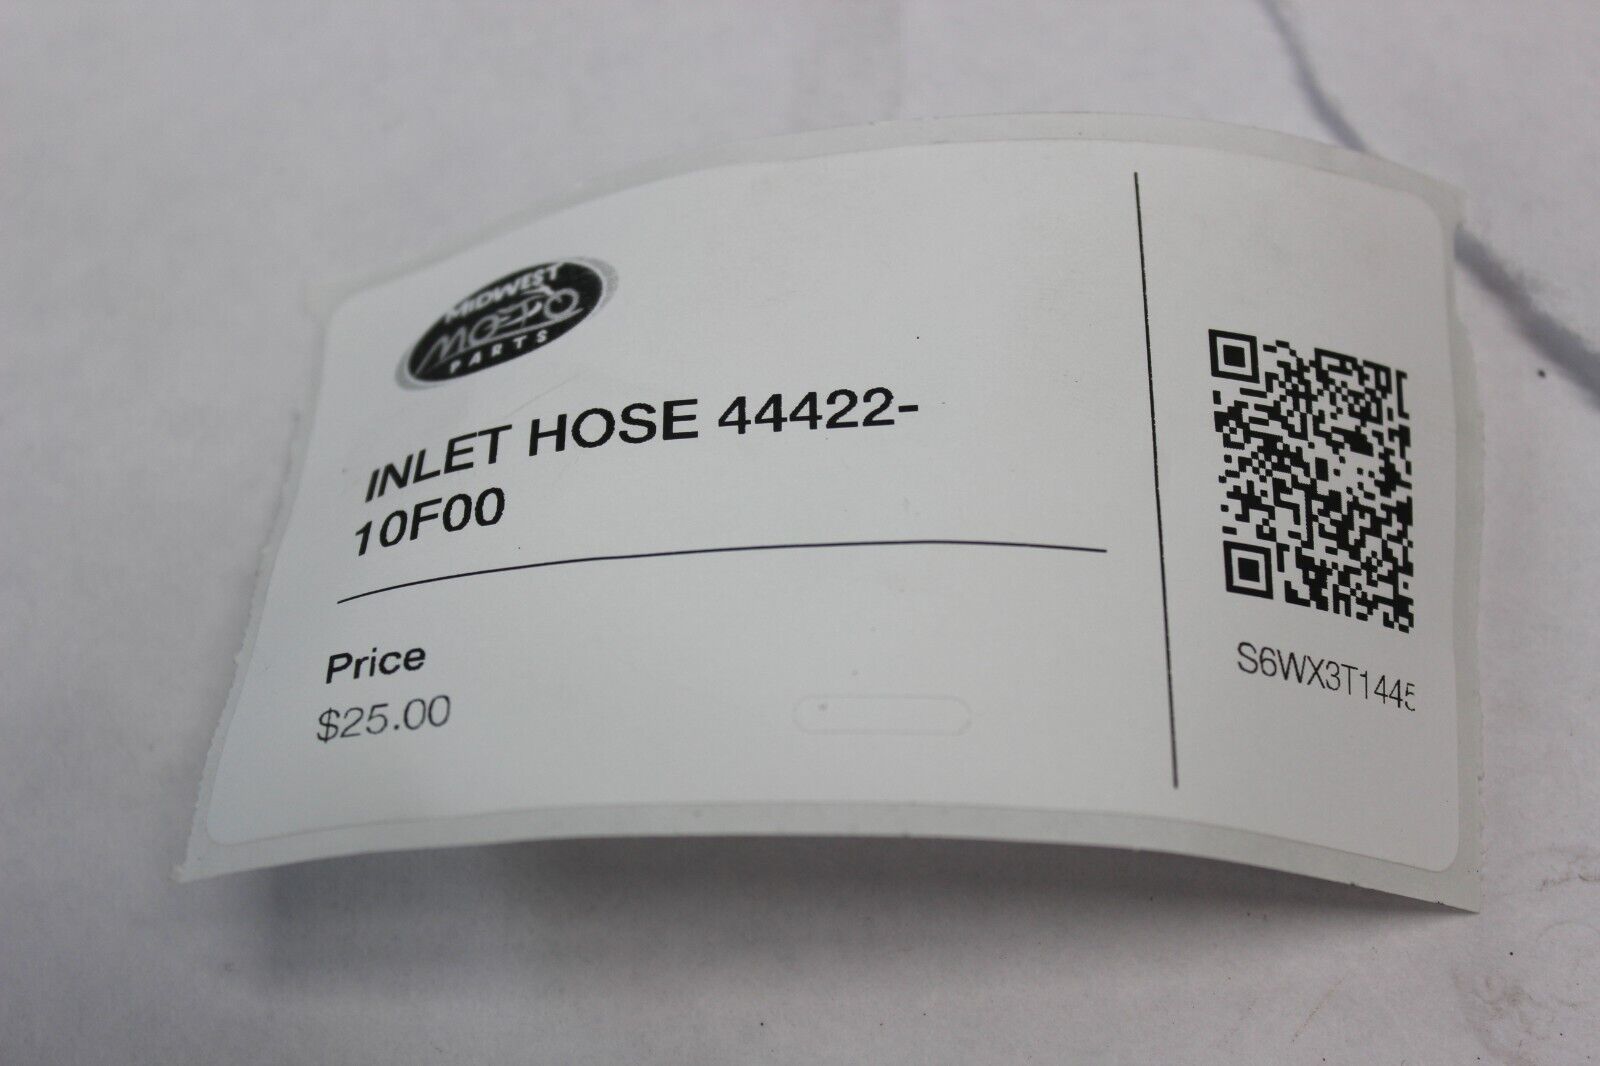 MIDWEST
MOTO
PARTS
INLET HOSE 44422-
10F00
Price
$25.00
S6WX3T1445